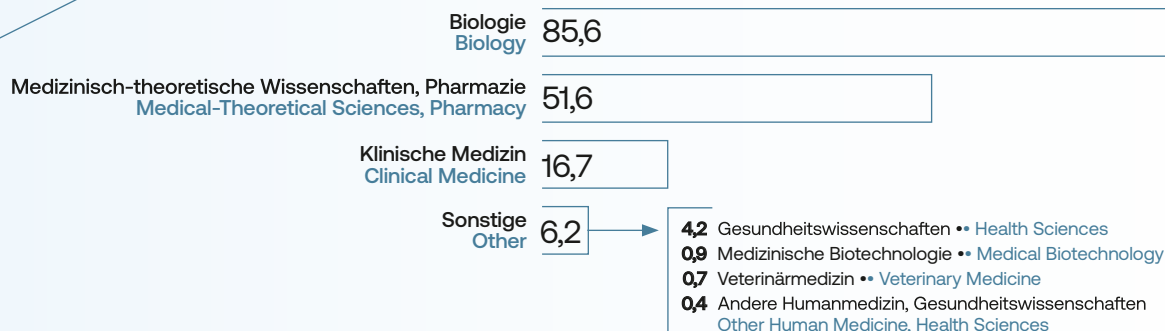 Biologie
Biology
85,6
Medizinisch-theoretische Wissenschaften, Pharmazie
Medical-Theoretical Sciences, Pharmacy
51,6
Klinische Medizin
Clinical Medicine
16,7
Sonstige
Other
6,2
4,2 Gesundheitswissenschaften •• Health Sciences
0,9 Medizinische Biotechnologie •• Medical Biotechnology
0,7 Veterinärmedizin •• Veterinary Medicine
0,4 Andere Humanmedizin, Gesundheitswissenschaften
Other Human Medicine, Health Sciences